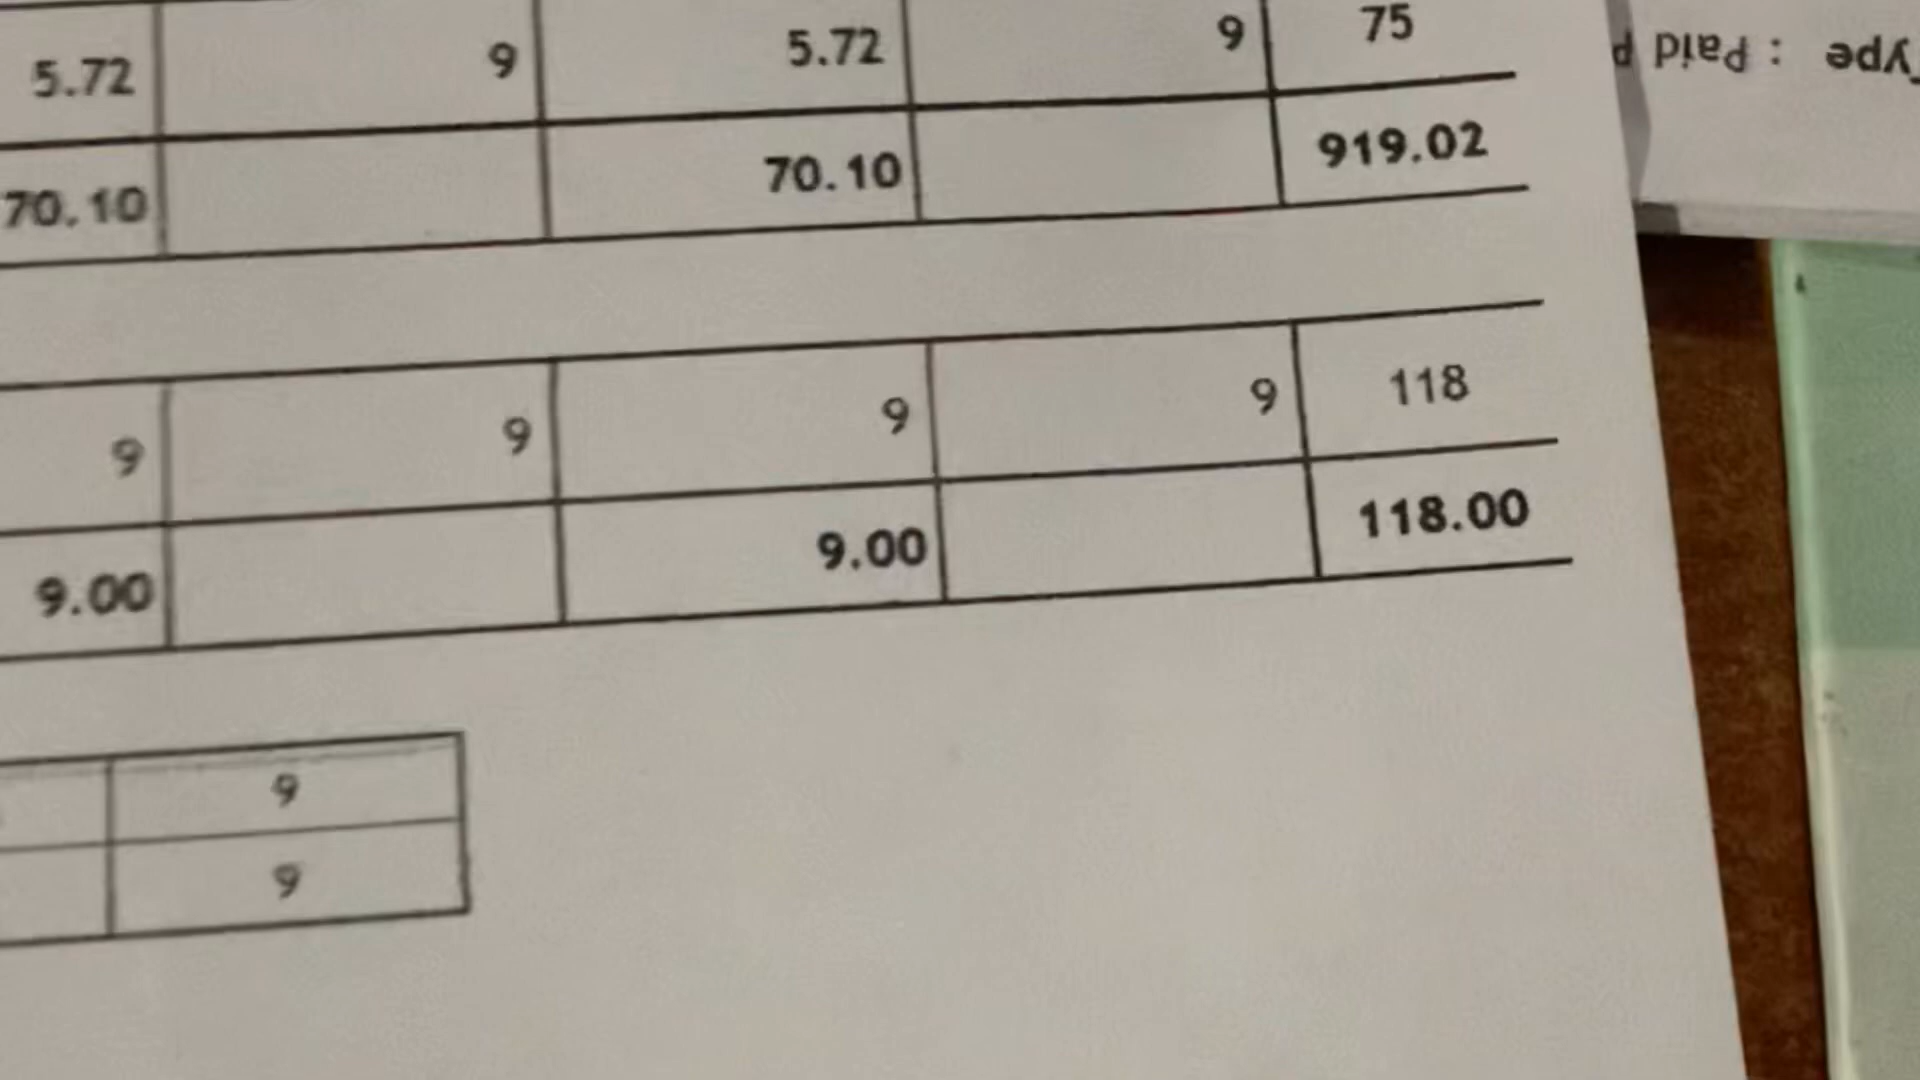 5.72 9 5.72 9 75
70.10 70.10 919.02
9 9 9 9 118
9.00 9.00 118.00
9
9
Type : Paid P